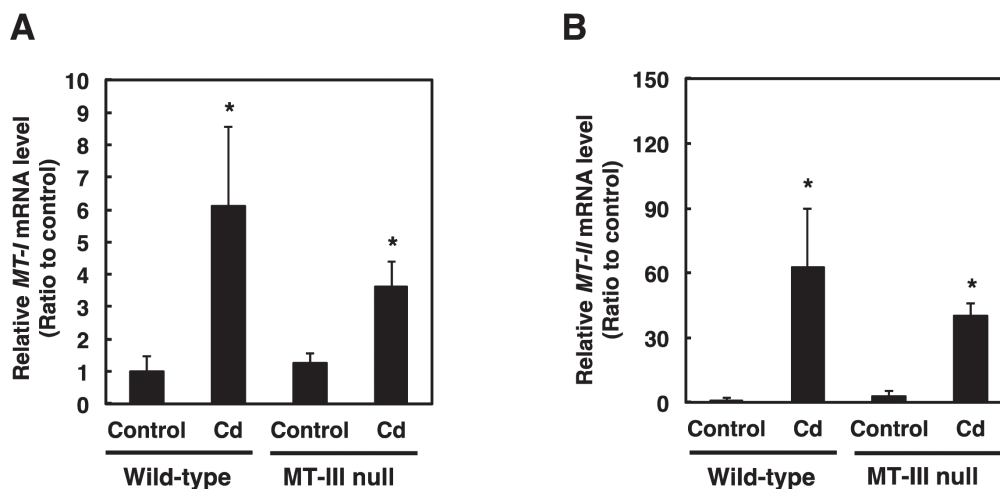 A
Relative MT-I mRNA level
(Ratio to control)
10
9
8
7
6
5
4
3
2
1
0
*
*
Control Cd Control Cd
Wild-type MT-III null
B
Relative MT-II mRNA level
(Ratio to control)
150
120
90
60
30
0
*
*
Control Cd Control Cd
Wild-type MT-III null